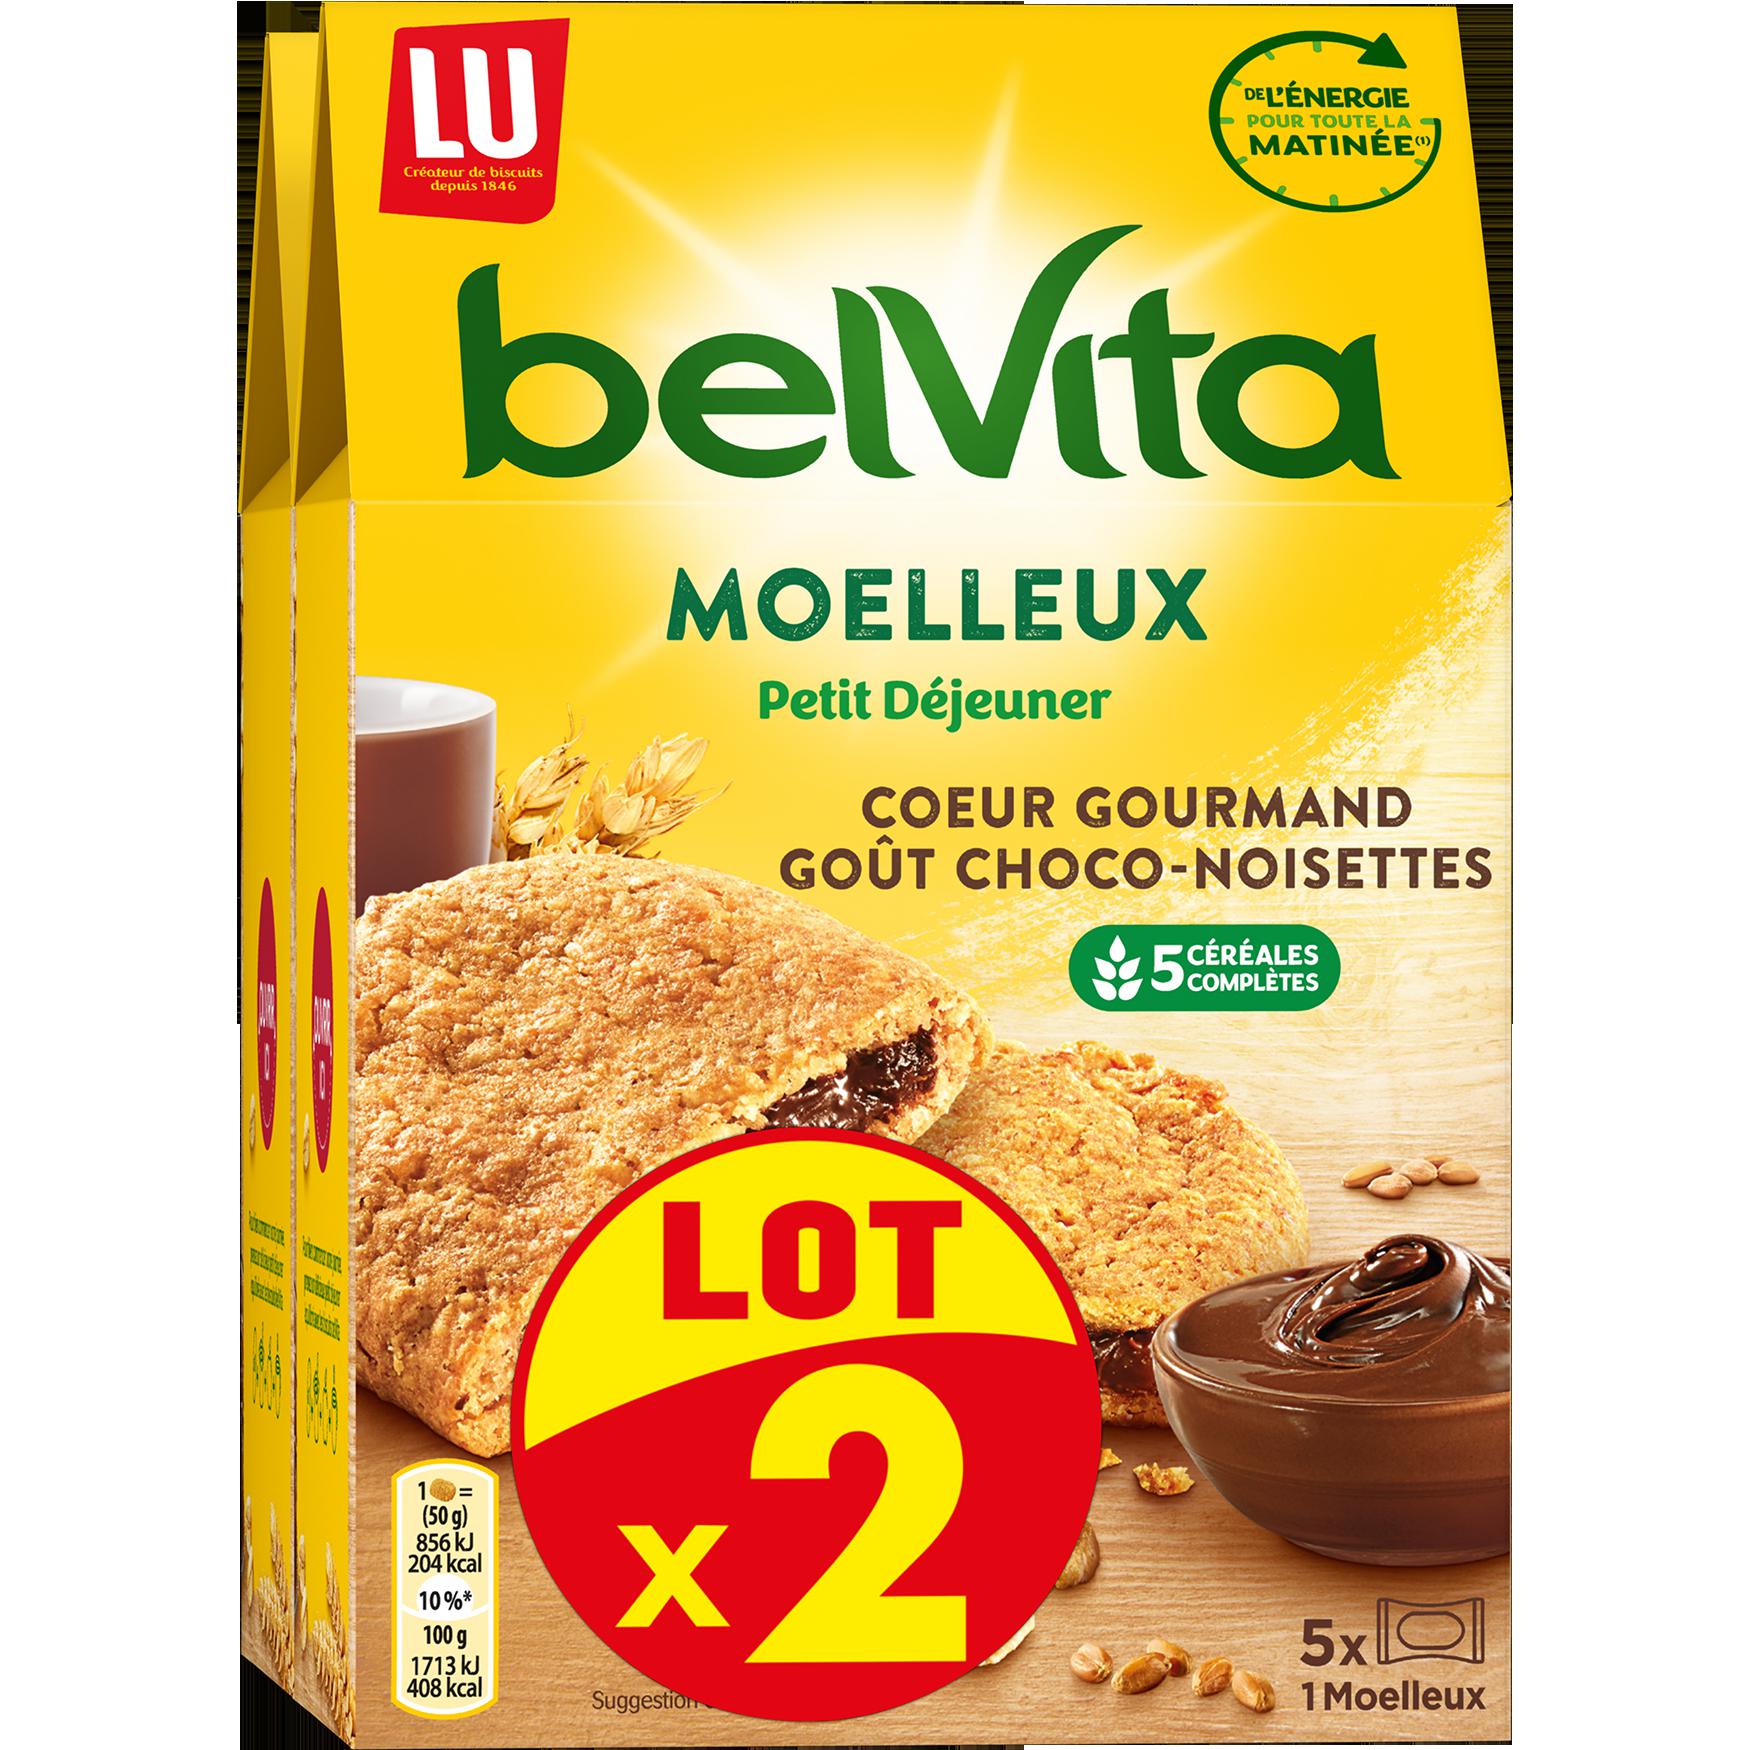 LU
Créateur de biscuits
depuis 1846
DE L'ÉNERGIE
POUR TOUTE LA
MATINÉE(1)
belVita
MOELLEUX
Petit Déjeuner
COEUR GOURMAND
GOÛT CHOCO-NOISETTES
5 CÉRÉALES
COMPLÈTES
LOT
x2
1 =
(50 g)
856 kJ
204 kcal
10 %*
100 g
1713 kJ
408 kcal
Suggestion
5x
1 Moelleux